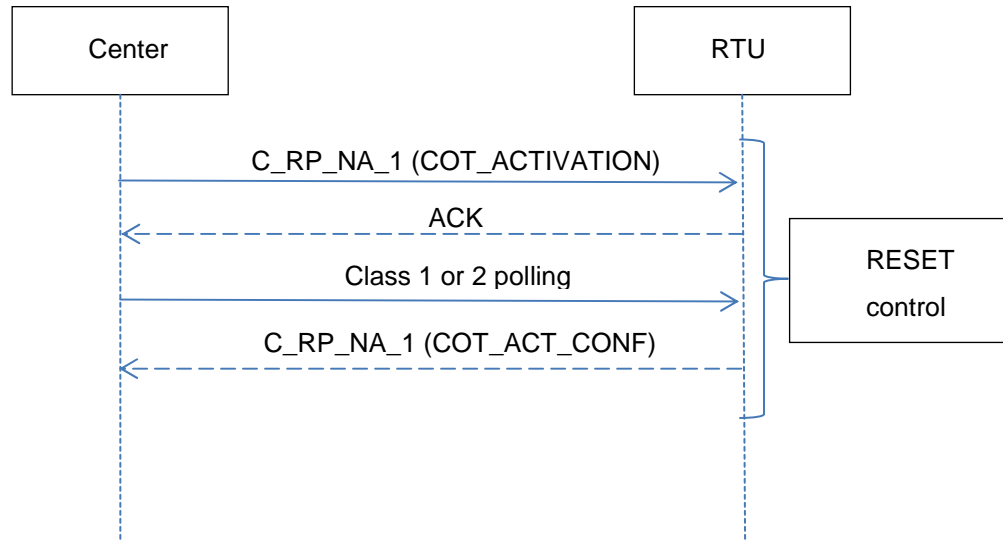 Center
RTU
C_RP_NA_1 (COT_ACTIVATION)
ACK
Class 1 or 2 polling
C_RP_NA_1 (COT_ACT_CONF)
RESET
control